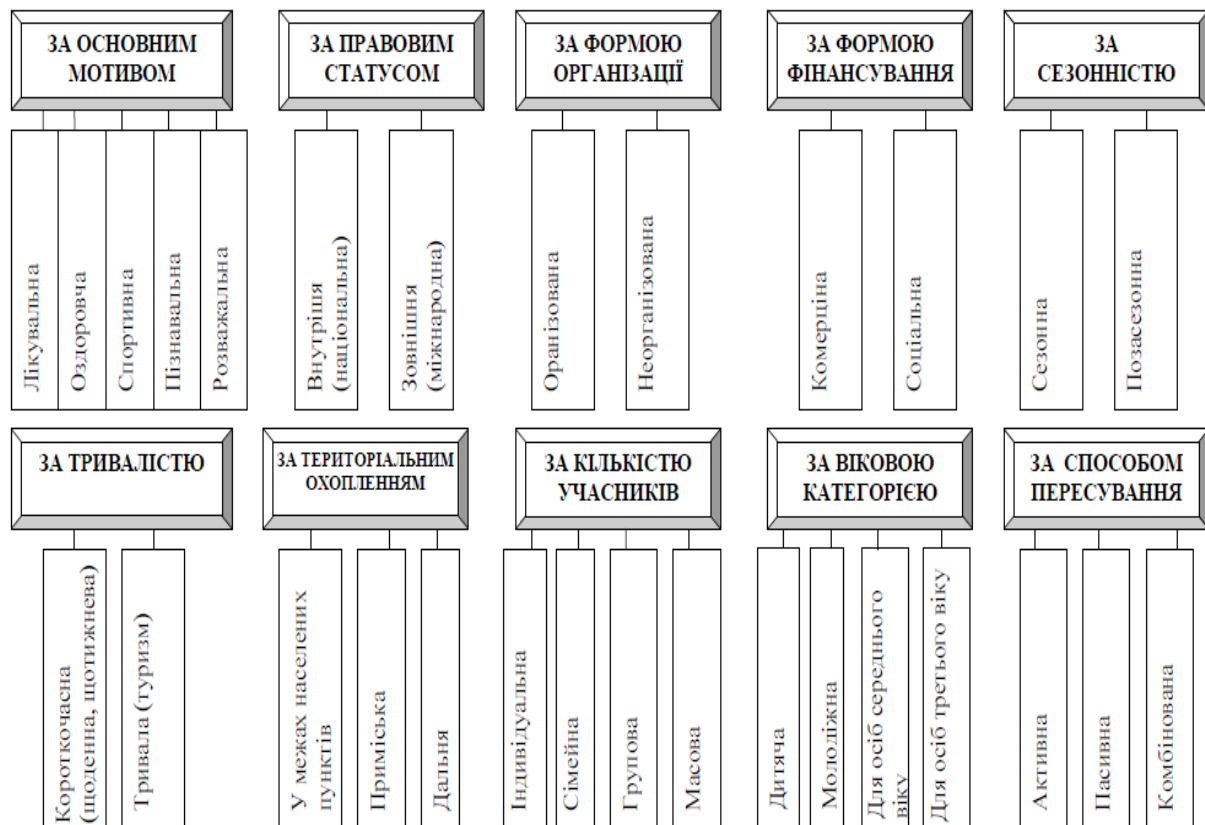 ЗА ОСНОВНИМ
МОТИВОМ
Лікувальна
Оздоровча
Спортивна
Пізнавальна
Розважальна
ЗА ПРАВОВИМ
СТАТУСОМ
Внутрішя
(національна)
Зовнішня
(міжнародна)
ЗА ФОРМОЮ
ОРГАНІЗАЦІЇ
Оранізована
Неорганізована
ЗА ФОРМОЮ
ФІНАНСУВАННЯ
Комерціна
Соціальна
ЗА
СЕЗОННІСТЮ
Сезонна
Позасезонна
ЗА ТРИВАЛІСТЮ
Короткочасна
(щоденна, щотижнева)
Тривала (туризм)
ЗА ТЕРИТОРІАЛЬНИМ
ОХОПЛЕННЯМ
У межах населених
пунктів
Приміська
Дальня
ЗА КІЛЬКІСТЮ
УЧАСНИКІВ
Індивідуальна
Сімейна
Групова
Масова
ЗА ВІКОВОЮ
КАТЕГОРІЄЮ
Дитяча
Молодіжна
Для осіб середнього
віку
Для осіб третього віку
ЗА СПОСОБОМ
ПЕРЕСУВАННЯ
Активна
Пасивна
Комбінована